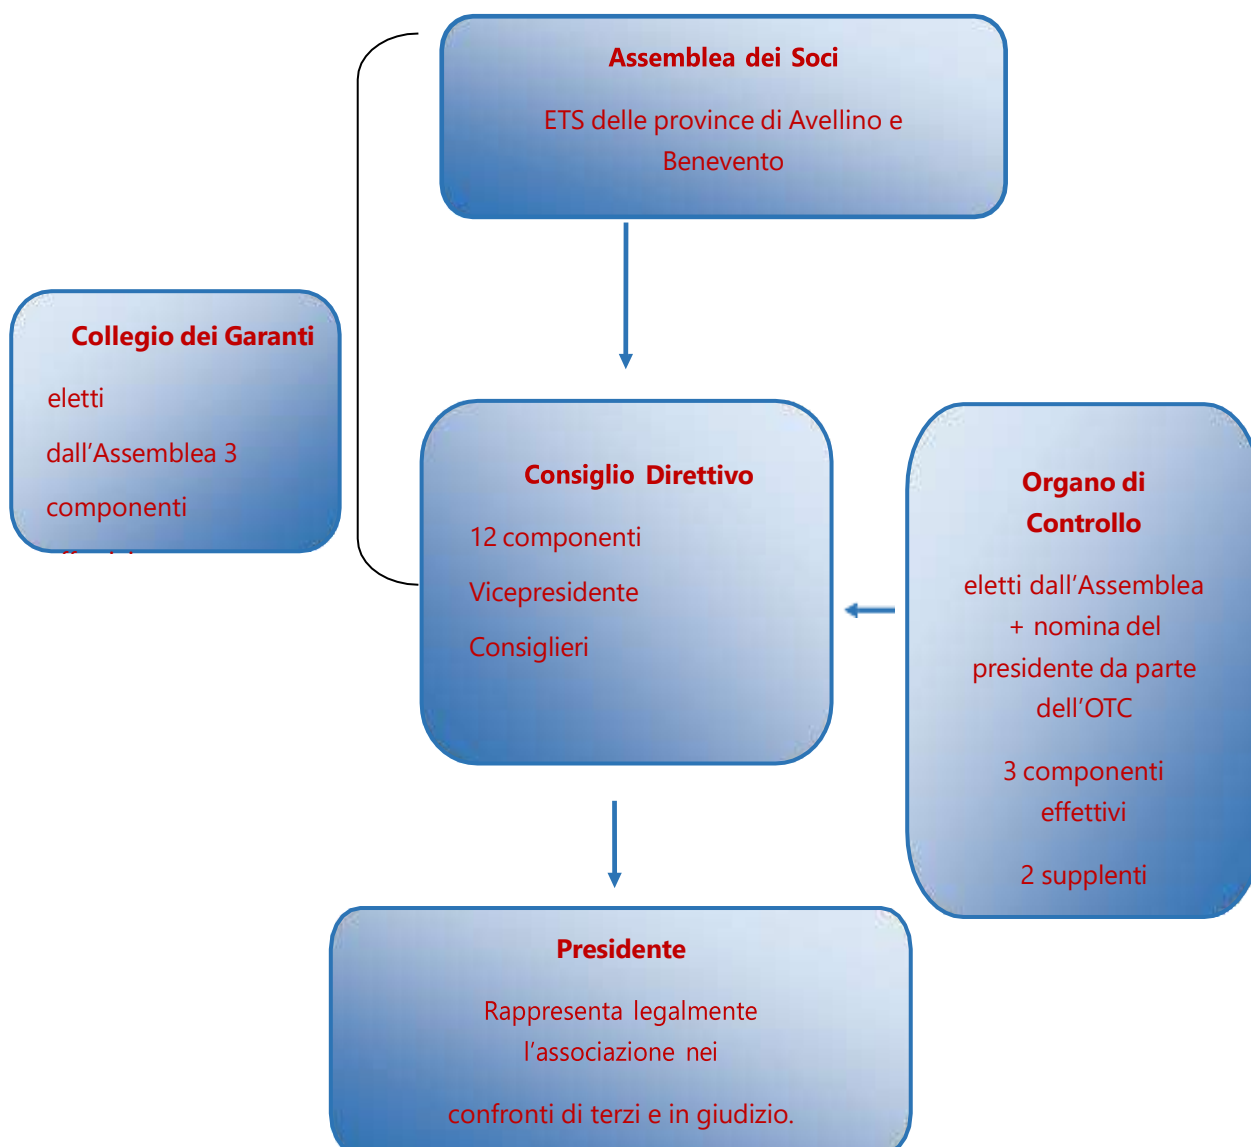 Assemblea dei Soci
ETS delle province di Avellino e
Benevento
Collegio dei Garanti
eletti
dall’Assemblea 3
componenti
Consiglio Direttivo
12 componenti
Vicepresidente
Consiglieri
Organo di
Controllo
eletti dall’Assemblea
+ nomina del
presidente da parte
dell’OTC
3 componenti
effettivi
2 supplenti
Presidente
Rappresenta legalmente
l’associazione nei
confronti di terzi e in giudizio.